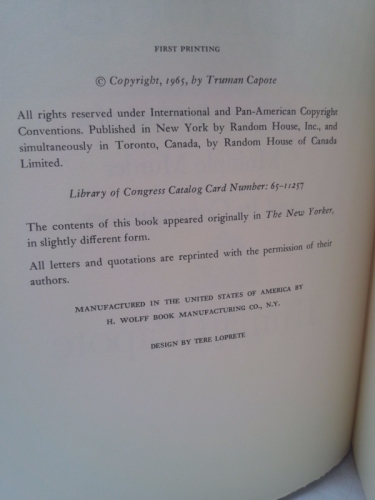 FIRST PRINTING
© Copyright, 1965, by Truman Capote
All rights reserved under International and Pan-American Copyright
Conventions. Published in New York by Random House, Inc., and
simultaneously in Toronto, Canada, by Random House of Canada
Limited.
Library of Congress Catalog Card Number: 65-11257
The contents of this book appeared originally in The New Yorker,
in slightly different form.
All letters and quotations are reprinted with the permission of their
authors.
MANUFACTURED IN THE UNITED STATES OF AMERICA BY
H. WOLFF BOOK MANUFACTURING CO., N.Y.
DESIGN BY TERE LOPRETE